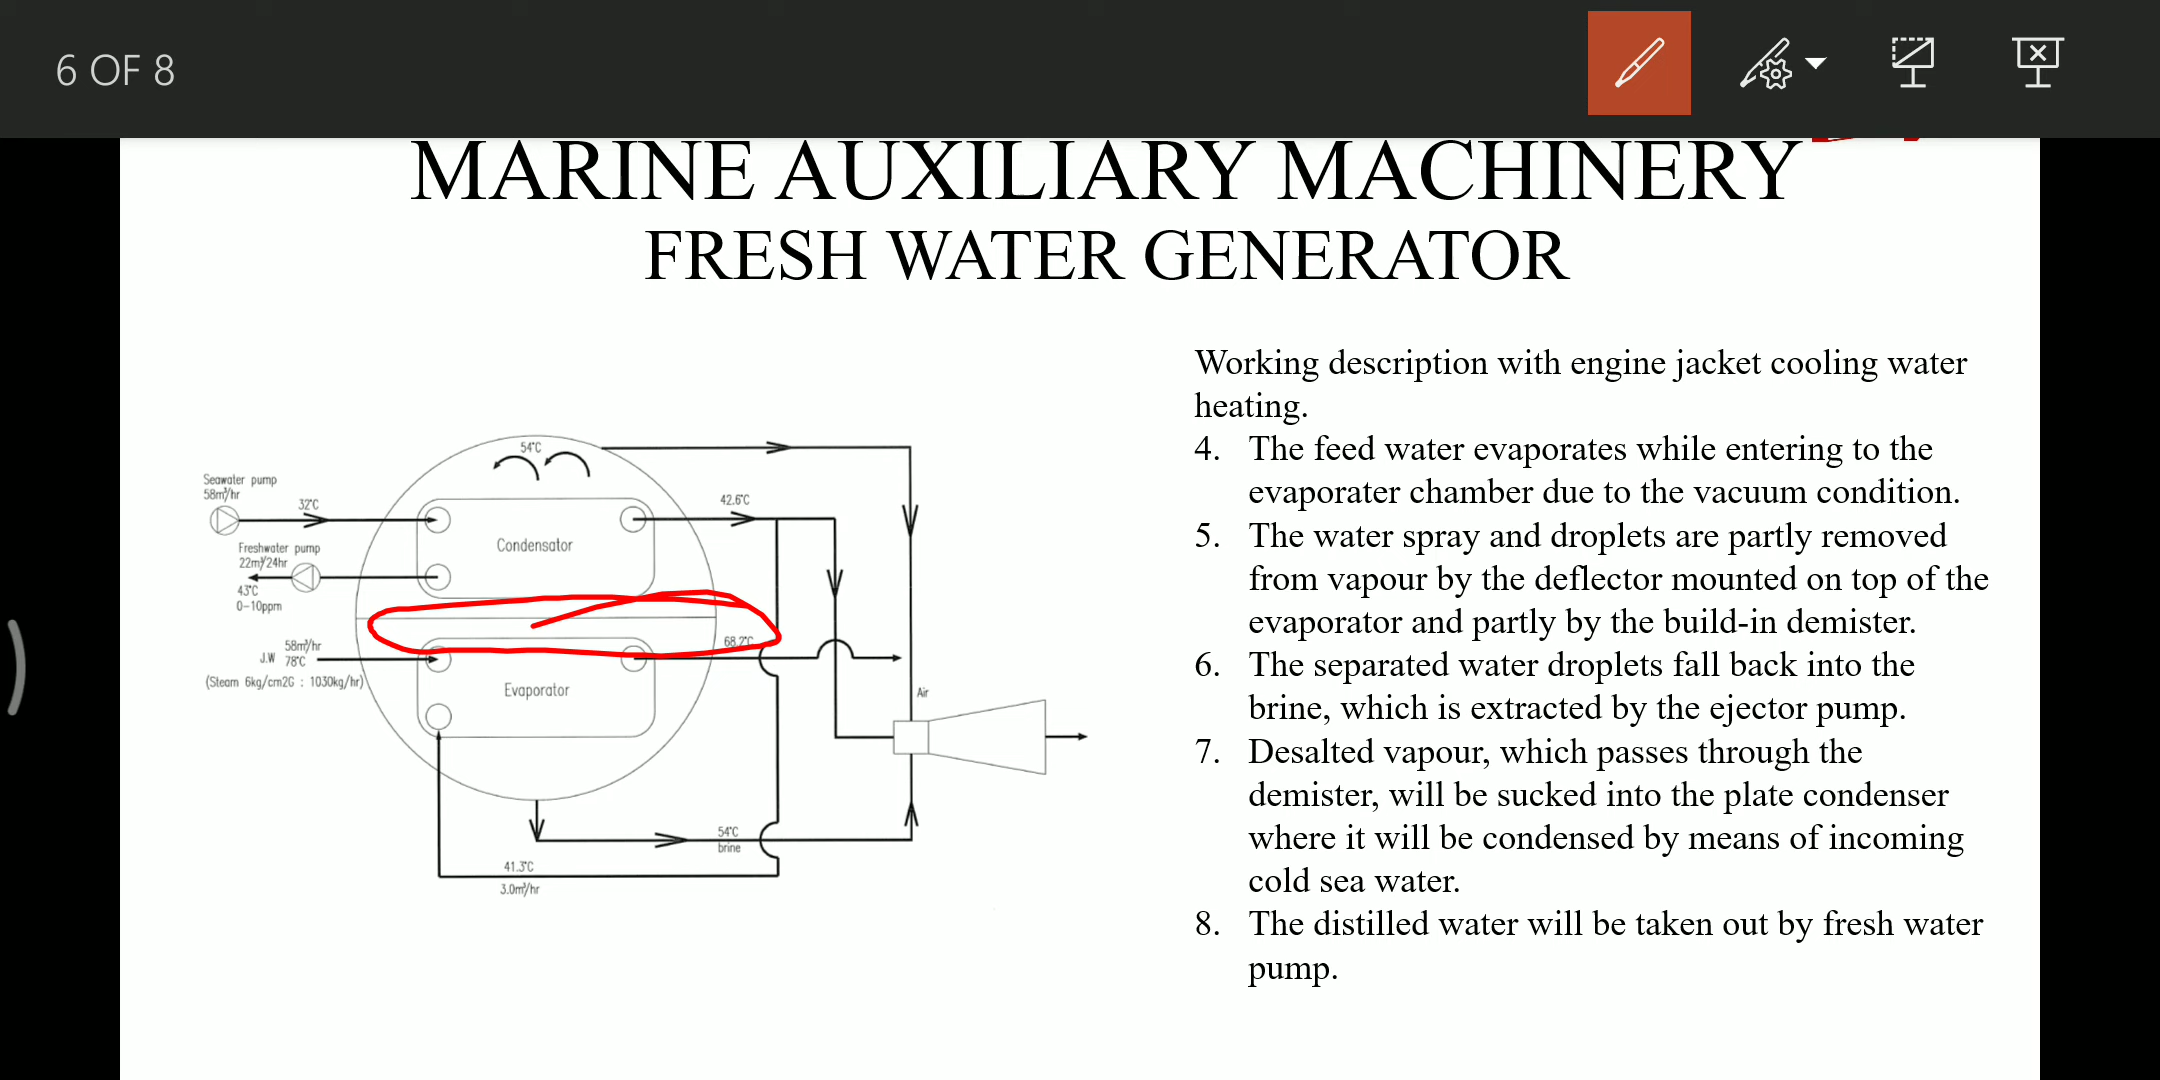 6 OF 8
MARINE AUXILIARY MACHINERY
FRESH WATER GENERATOR
Working description with engine jacket cooling water
heating.
4. The feed water evaporates while entering to the
evaporater chamber due to the vacuum condition.
5. The water spray and droplets are partly removed
from vapour by the deflector mounted on top of the
evaporator and partly by the build-in demister.
6. The separated water droplets fall back into the
brine, which is extracted by the ejector pump.
7. Desalted vapour, which passes through the
demister, will be sucked into the plate condenser
where it will be condensed by means of incoming
cold sea water.
8. The distilled water will be taken out by fresh water
pump.
54°C
Seawater pump
58m³/hr
32°C
42.6°C
Condensator
Freshwater pump
22m³/24hr
43°C
0-10ppm
58m³/hr
J.W 78°C
68.2°C
(Steam 6kg/cm2G : 1030kg/hr)
Evaporator
Air
54°C
brine
41.3°C
3.0m³/hr